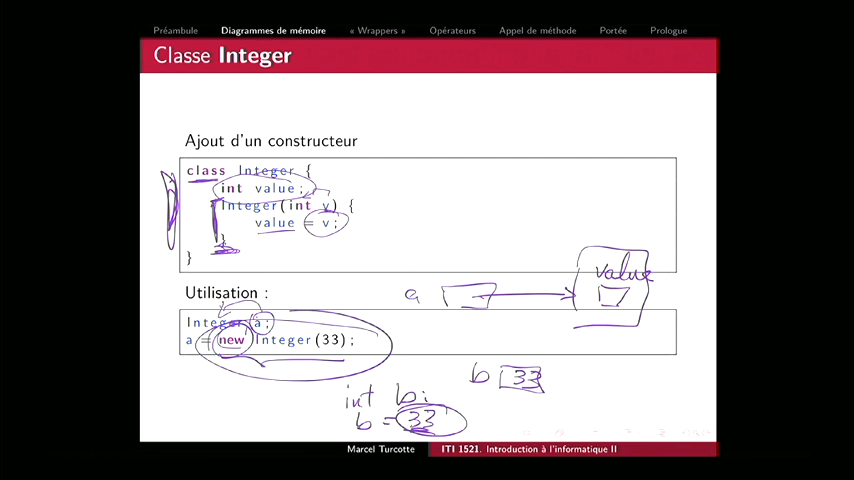 Préambule Diagrammes de mémoire « Wrappers » Opérateurs Appel de méthode Portée Prologue
Classe Integer
Ajout d'un constructeur
class Integer {
int value;
Integer(int v) {
value = v;
}
}
value
a
Utilisation :
Integer a;
a = new Integer(33);
b 33
int b;
b = 33
Marcel Turcotte ITI 1521. Introduction à l'informatique II